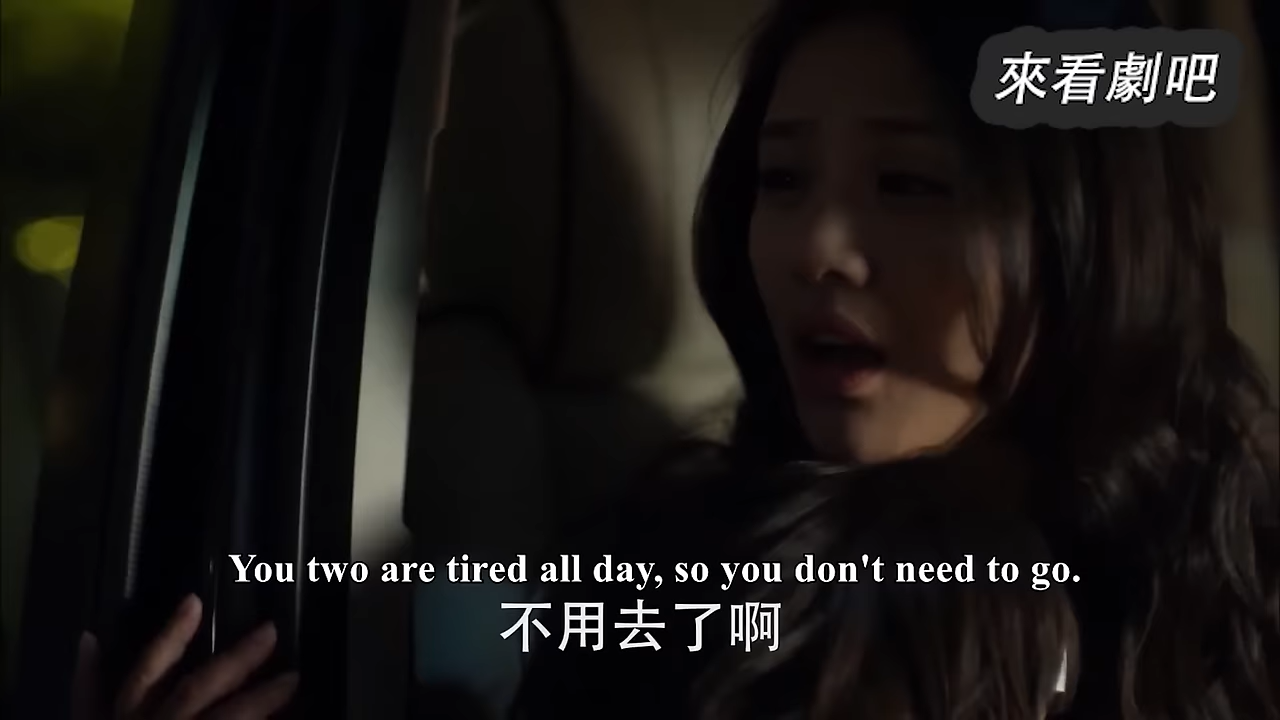 來看劇吧
You two are tired all day, so you don't need to go.
不用去了啊